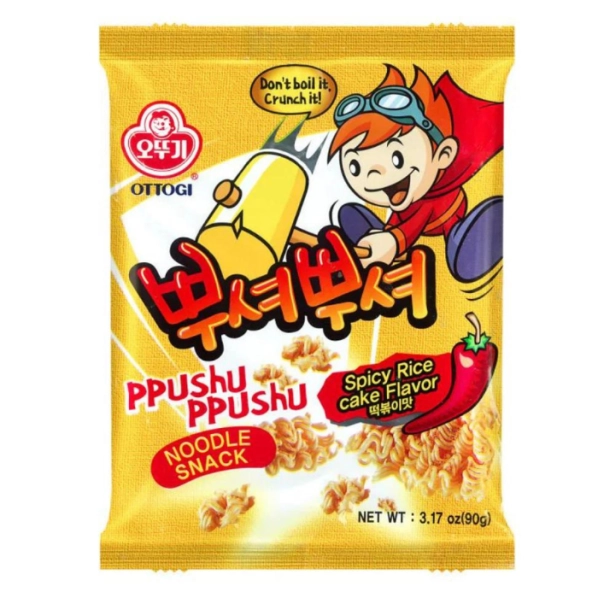 Don't boil it.
Crunch it!
오뚜기
OTTOGI®
뿌셔뿌셔
PPUSHU
PPUSHU
Spicy Rice
cake Flavor
떡볶이맛
NOODLE
SNACK
NET WT : 3.17 oz(90g)